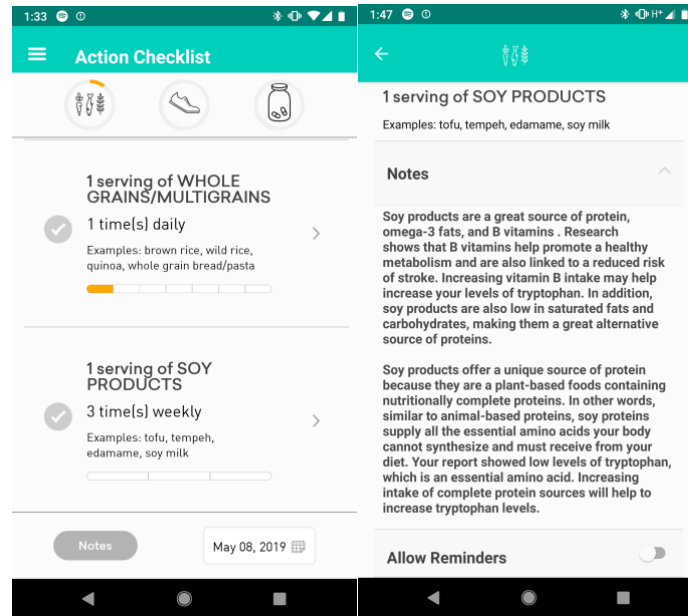 1:33
Action Checklist
1 serving of WHOLE
GRAINS/MULTIGRAINS
1 time(s) daily
Examples: brown rice, wild rice,
quinoa, whole grain bread/pasta
1 serving of SOY
PRODUCTS
3 time(s) weekly
Examples: tofu, tempeh,
edamame, soy milk
Notes
May 08, 2019
1:47
H+
1 serving of SOY PRODUCTS
Examples: tofu, tempeh, edamame, soy milk
Notes
Soy products are a great source of protein,
omega-3 fats, and B vitamins . Research
shows that B vitamins help promote a healthy
metabolism and are also linked to a reduced risk
of stroke. Increasing vitamin B intake may help
increase your levels of tryptophan. In addition,
soy products are also low in saturated fats and
carbohydrates, making them a great alternative
source of proteins.
Soy products offer a unique source of protein
because they are a plant-based foods containing
nutritionally complete proteins. In other words,
similar to animal-based proteins, soy proteins
supply all the essential amino acids your body
cannot synthesize and must receive from your
diet. Your report showed low levels of tryptophan,
which is an essential amino acid. Increasing
intake of complete protein sources will help to
increase tryptophan levels.
Allow Reminders